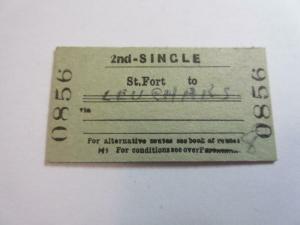 0856
2nd-SINGLE
St.Fort to
LEUCHARS
via
For alternative routes see book of routes
For conditions see over
0856